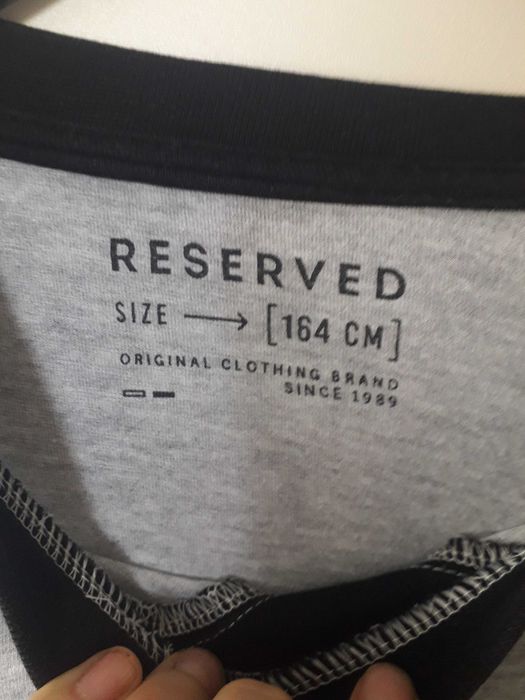 RESERVED
SIZE → [164 CM]
ORIGINAL CLOTHING BRAND
SINCE 1989